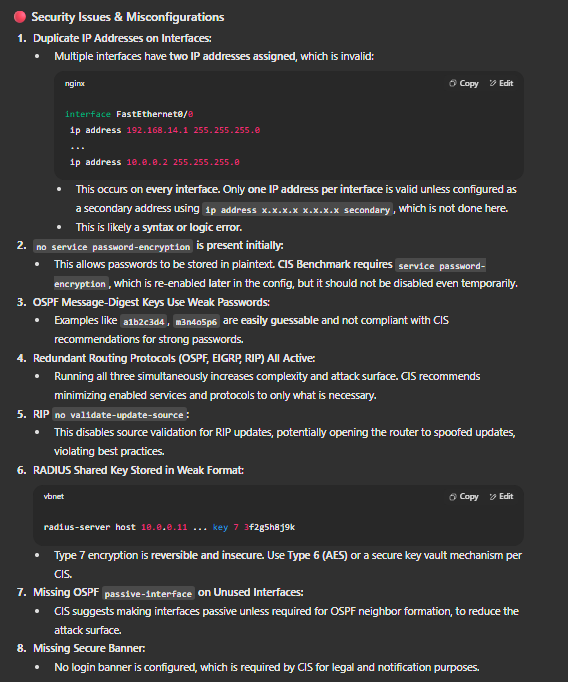 Security Issues & Misconfigurations
1. Duplicate IP Addresses on Interfaces:
• Multiple interfaces have two IP addresses assigned, which is invalid:
nginx Copy Edit
interface FastEthernet0/0
ip address 192.168.14.1 255.255.255.0
...
ip address 10.0.0.2 255.255.255.0
• This occurs on every interface. Only one IP address per interface is valid unless configured as
a secondary address using ip address x.x.x.x x.x.x.x secondary , which is not done here.
• This is likely a syntax or logic error.
2. no service password-encryption is present initially:
• This allows passwords to be stored in plaintext. CIS Benchmark requires service password-
encryption , which is re-enabled later in the config, but it should not be disabled even temporarily.
3. OSPF Message-Digest Keys Use Weak Passwords:
• Examples like a1b2c3d4 , m3n4o5p6 are easily guessable and not compliant with CIS
recommendations for strong passwords.
4. Redundant Routing Protocols (OSPF, EIGRP, RIP) All Active:
• Running all three simultaneously increases complexity and attack surface. CIS recommends
minimizing enabled services and protocols to only what is necessary.
5. RIP no validate-update-source :
• This disables source validation for RIP updates, potentially opening the router to spoofed updates,
violating best practices.
6. RADIUS Shared Key Stored in Weak Format:
vbnet Copy Edit
radius-server host 10.0.0.11 ... key 7 3f2g5h8j9k
• Type 7 encryption is reversible and insecure. Use Type 6 (AES) or a secure key vault mechanism per
CIS.
7. Missing OSPF passive-interface on Unused Interfaces:
• CIS suggests making interfaces passive unless required for OSPF neighbor formation, to reduce the
attack surface.
8. Missing Secure Banner:
• No login banner is configured, which is required by CIS for legal and notification purposes.